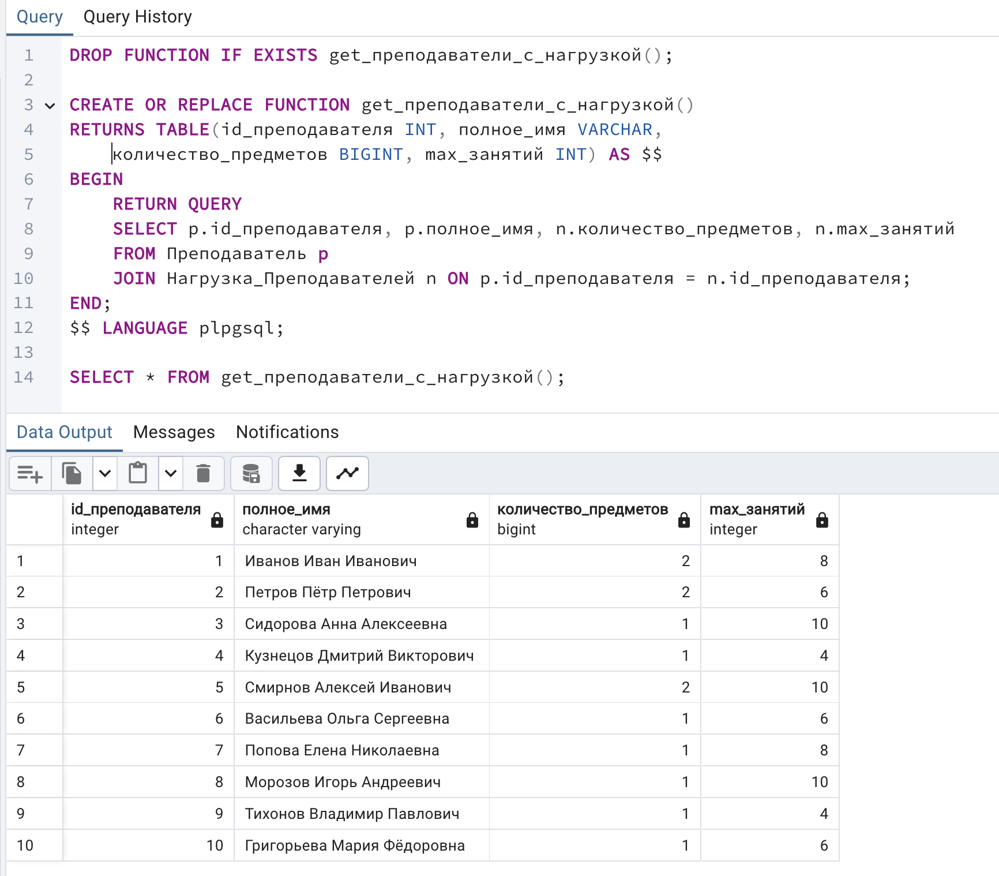 Query Query History
1 DROP FUNCTION IF EXISTS get_преподаватели_с_нагрузкой();
2
3 CREATE OR REPLACE FUNCTION get_преподаватели_с_нагрузкой()
4 RETURNS TABLE(id_преподавателя INT, полное_имя VARCHAR,
5 количество_предметов BIGINT, max_занятий INT) AS $$
6 BEGIN
7 RETURN QUERY
8 SELECT p.id_преподавателя, p.полное_имя, n.количество_предметов, n.max_занятий
9 FROM Преподаватель p
10 JOIN Нагрузка_Преподавателей n ON p.id_преподавателя = n.id_преподавателя;
11 END;
12 $$ LANGUAGE plpgsql;
13
14 SELECT * FROM get_преподаватели_с_нагрузкой();
Data Output Messages Notifications
id_преподавателя полное_имя количество_предметов max_занятий
integer character varying bigint integer
1 1 Иванов Иван Иванович 2 8
2 2 Петров Пётр Петрович 2 6
3 3 Сидорова Анна Алексеевна 1 10
4 4 Кузнецов Дмитрий Викторович 1 4
5 5 Смирнов Алексей Иванович 2 10
6 6 Васильева Ольга Сергеевна 1 6
7 7 Попова Елена Николаевна 1 8
8 8 Морозов Игорь Андреевич 1 10
9 9 Тихонов Владимир Павлович 1 4
10 10 Григорьева Мария Фёдоровна 1 6